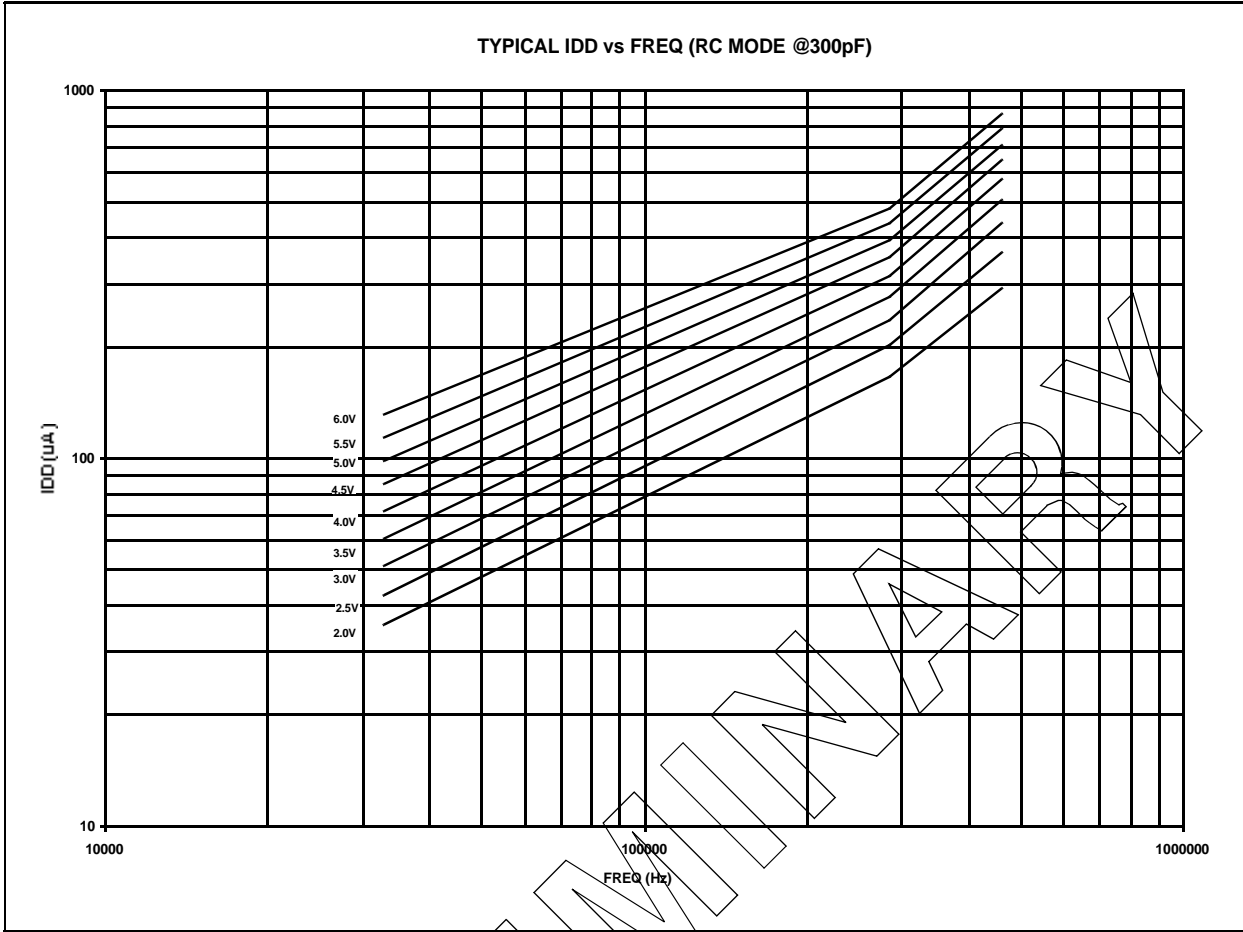 TYPICAL IDD vs FREQ (RC MODE @300pF)
1000
6.0V
5.5V
5.0V
4.5V
4.0V
3.5V
3.0V
2.5V
2.0V
IDD(uA)
100
10
10000
100000
1000000
FREQ (Hz)
MINARY